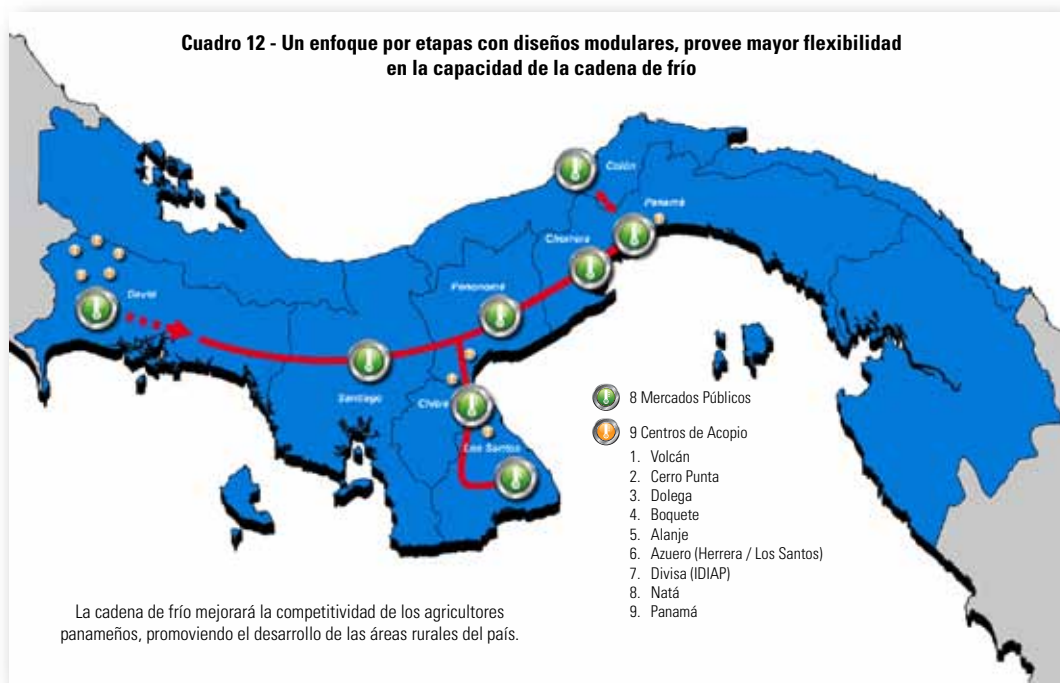 Cuadro 12 - Un enfoque por etapas con diseños modulares, provee mayor flexibilidad
en la capacidad de la cadena de frío
Colón
Panamá
Chorrera
David
Penonomé
Santiago
Chitré
Los Santos
8 Mercados Públicos
9 Centros de Acopio
1. Volcán
2. Cerro Punta
3. Dolega
4. Boquete
5. Alanje
6. Azuero (Herrera / Los Santos)
7. Divisa (IDIAP)
8. Natá
9. Panamá
La cadena de frío mejorará la competitividad de los agricultores
panameños, promoviendo el desarrollo de las áreas rurales del país.